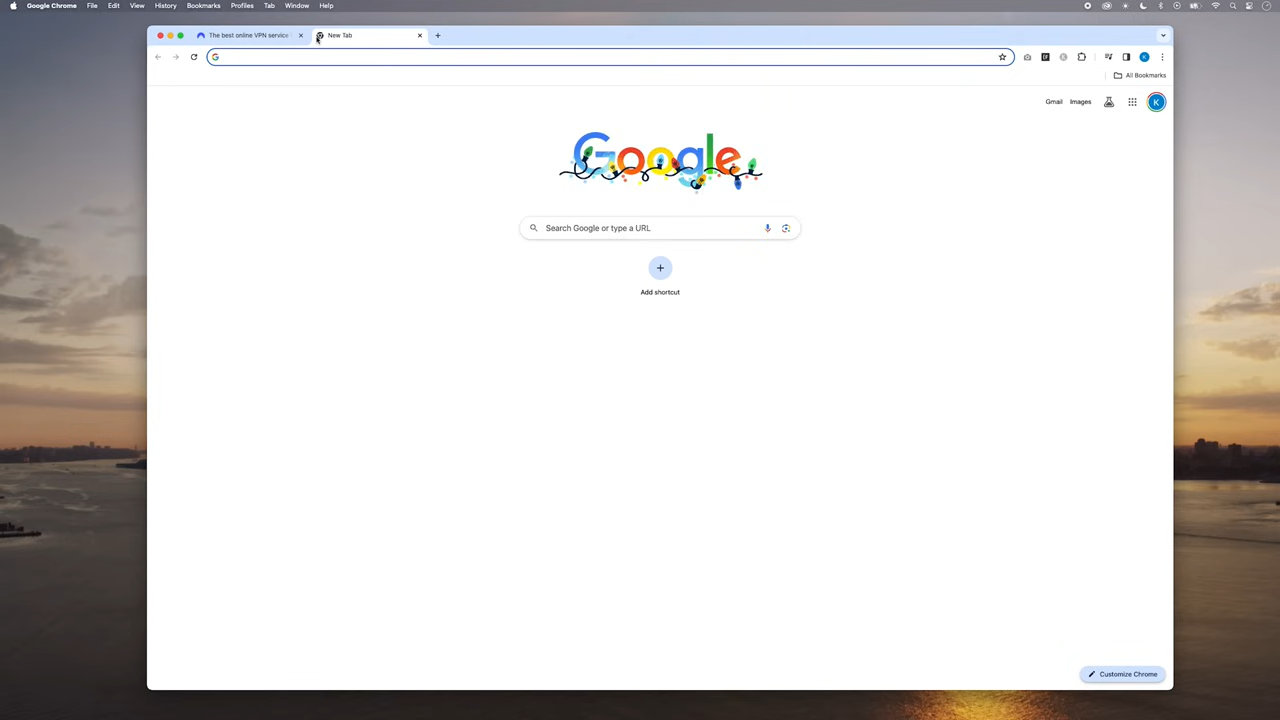 Google Chrome File Edit View History Bookmarks Profiles Tab Window Help
The best online VPN service New Tab
All Bookmarks
Gmail Images K
Google
Search Google or type a URL
Add shortcut
Customize Chrome